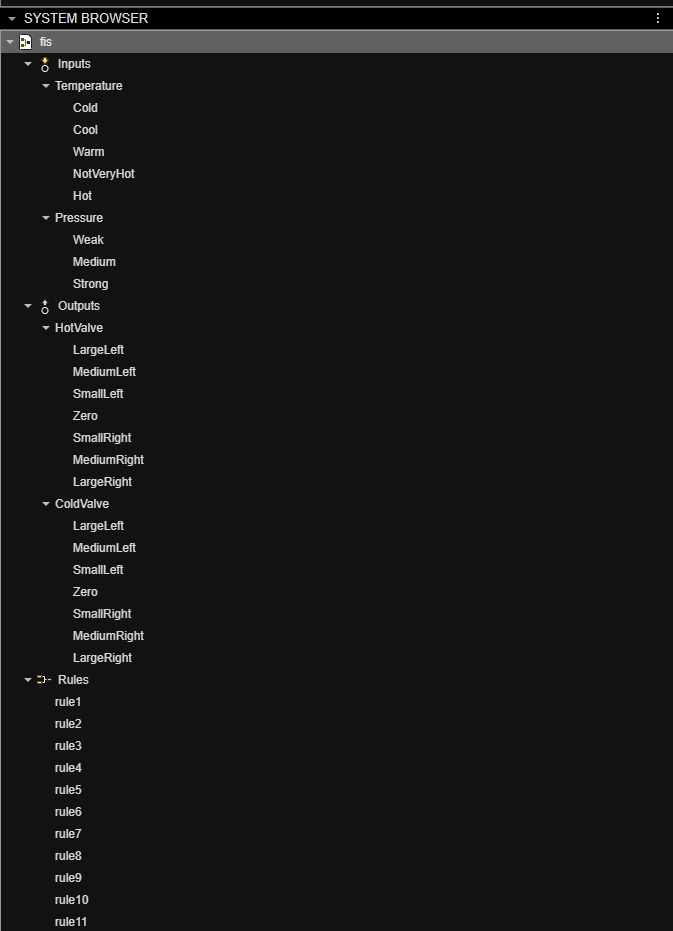 SYSTEM BROWSER
fis
Inputs
Temperature
Cold
Cool
Warm
NotVeryHot
Hot
Pressure
Weak
Medium
Strong
Outputs
HotValve
LargeLeft
MediumLeft
SmallLeft
Zero
SmallRight
MediumRight
LargeRight
ColdValve
LargeLeft
MediumLeft
SmallLeft
Zero
SmallRight
MediumRight
LargeRight
Rules
rule1
rule2
rule3
rule4
rule5
rule6
rule7
rule8
rule9
rule10
rule11